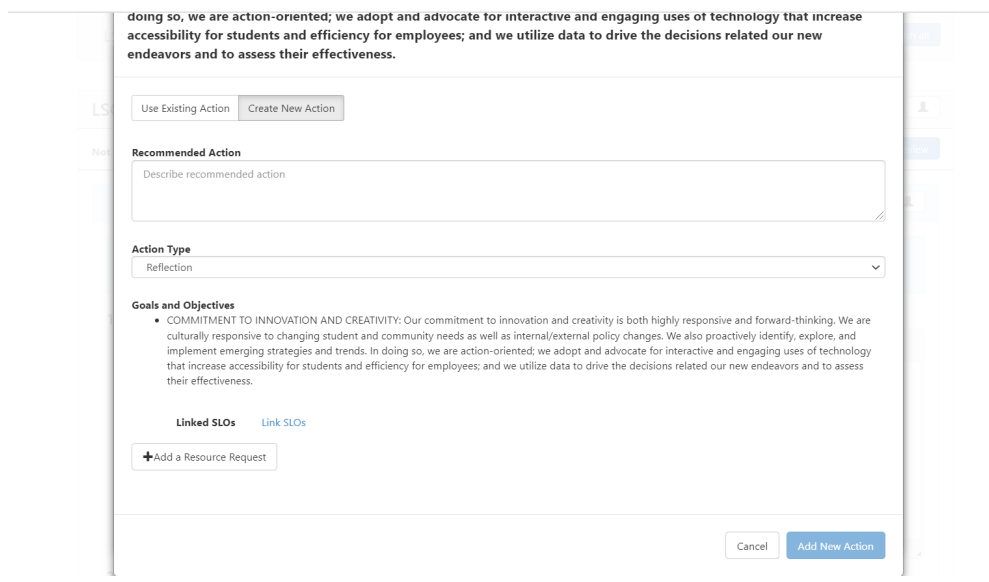 doing so, we are action-oriented; we adopt and advocate for interactive and engaging uses of technology that increase
accessibility for students and efficiency for employees; and we utilize data to drive the decisions related our new
endeavors and to assess their effectiveness.
Use Existing Action Create New Action
Recommended Action
Describe recommended action
Action Type
Reflection
Goals and Objectives
• COMMITMENT TO INNOVATION AND CREATIVITY: Our commitment to innovation and creativity is both highly responsive and forward-thinking. We are
culturally responsive to changing student and community needs as well as internal/external policy changes. We also proactively identify, explore, and
implement emerging strategies and trends. In doing so, we are action-oriented; we adopt and advocate for interactive and engaging uses of technology
that increase accessibility for students and efficiency for employees; and we utilize data to drive the decisions related our new endeavors and to assess
their effectiveness.
Linked SLOs Link SLOs
+Add a Resource Request
Cancel Add New Action